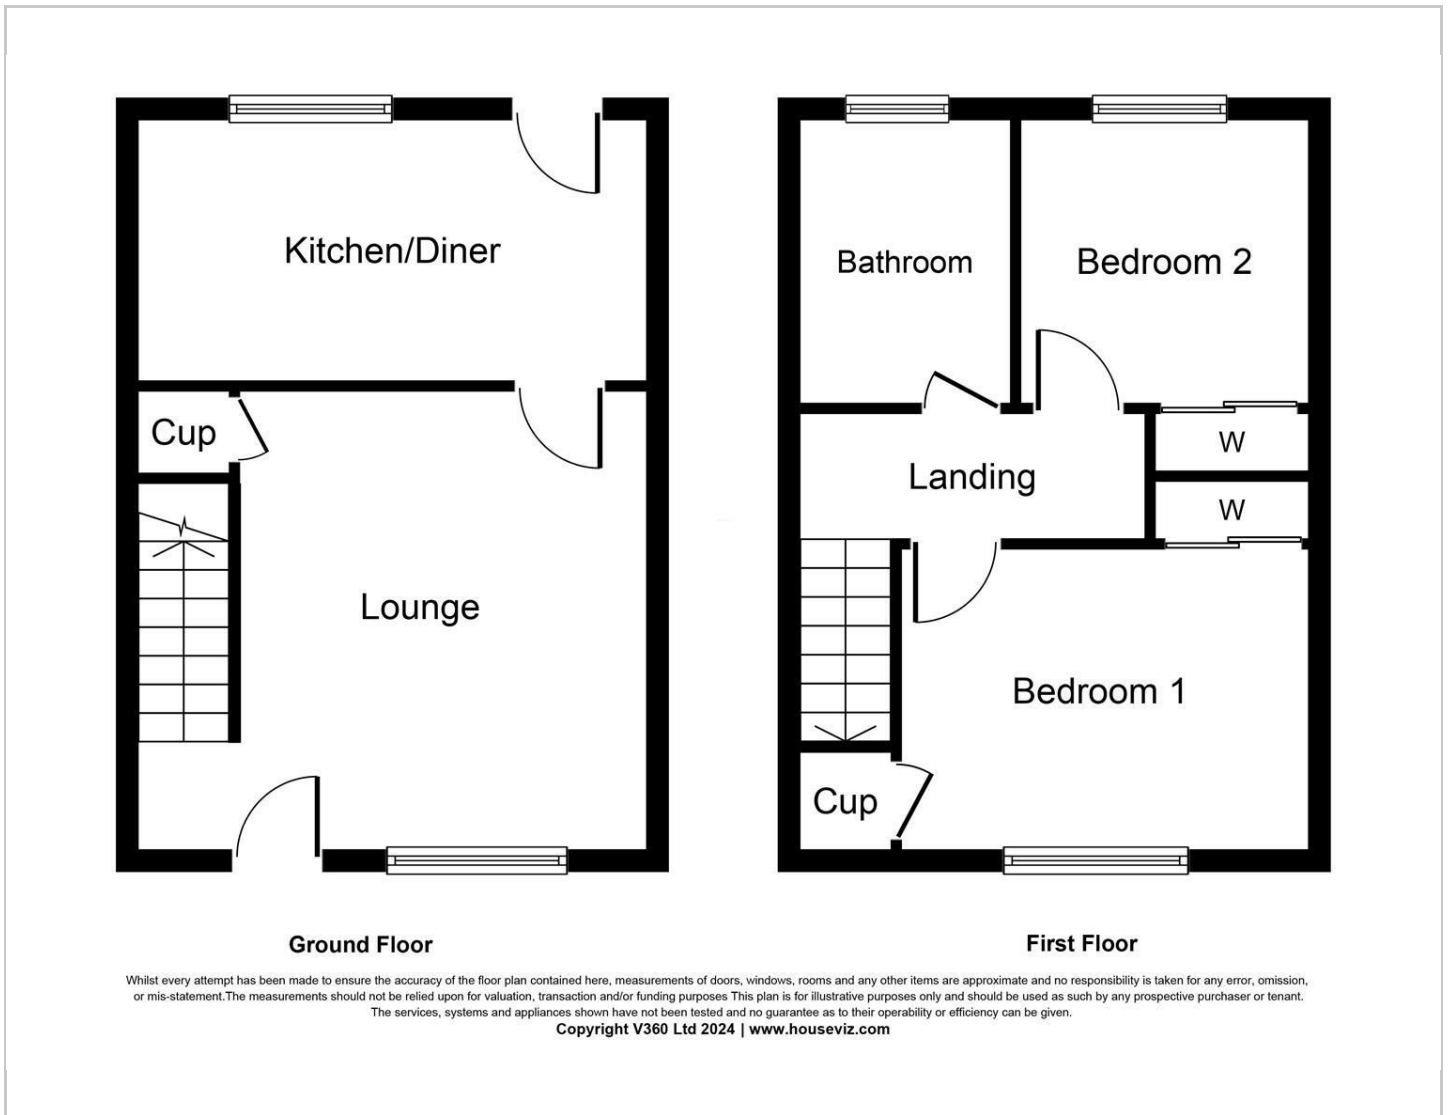 Kitchen/Diner
Cup
Lounge
Ground Floor
Bathroom
Bedroom 2
W
Landing
W
Bedroom 1
Cup
First Floor
Whilst every attempt has been made to ensure the accuracy of the floor plan contained here, measurements of doors, windows, rooms and any other items are approximate and no responsibility is taken for any error, omission,
or mis-statement.The measurements should not be relied upon for valuation, transaction and/or funding purposes This plan is for illustrative purposes only and should be used as such by any prospective purchaser or tenant.
The services, systems and appliances shown have not been tested and no guarantee as to their operability or efficiency can be given.
Copyright V360 Ltd 2024 | www.houseviz.com